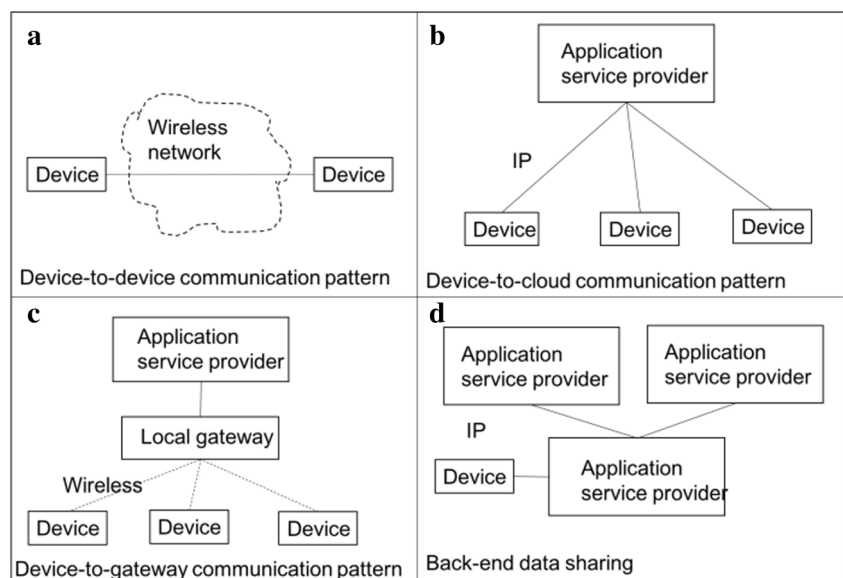 a
Wireless
network
Device
Device
Device-to-device communication pattern
b
Application
service provider
IP
Device
Device
Device
Device-to-cloud communication pattern
c
Application
service provider
Local gateway
Wireless
Device
Device
Device
Device-to-gateway communication pattern
d
Application
service provider
Application
service provider
IP
Device
Application
service provider
Back-end data sharing